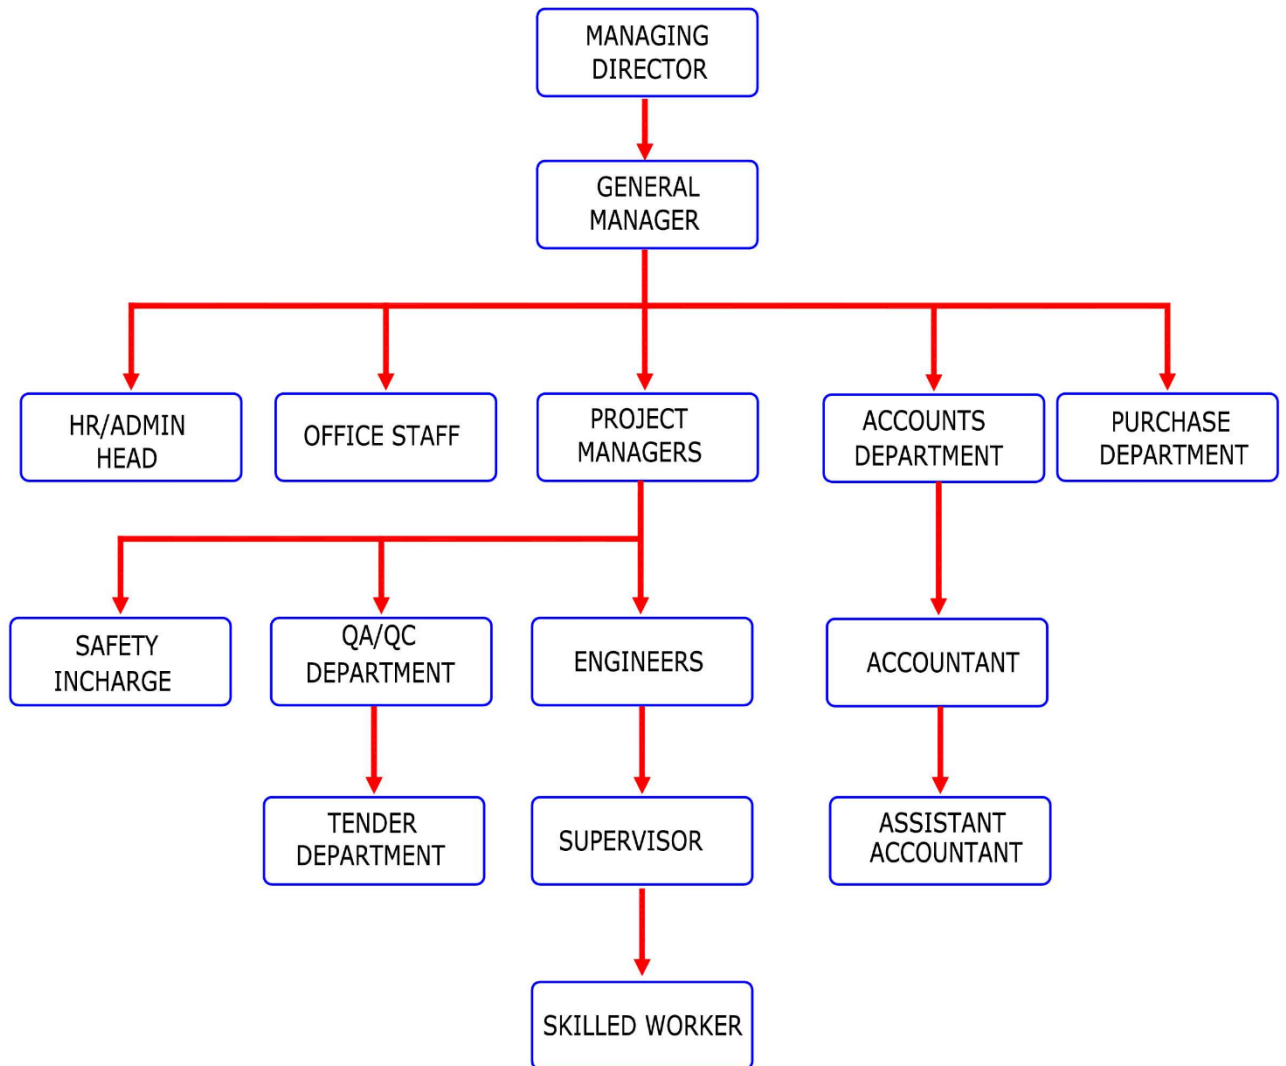 MANAGING
DIRECTOR
GENERAL
MANAGER
HR/ADMIN
HEAD
OFFICE STAFF
PROJECT
MANAGERS
ACCOUNTS
DEPARTMENT
PURCHASE
DEPARTMENT
SAFETY
INCHARGE
QA/QC
DEPARTMENT
ENGINEERS
ACCOUNTANT
TENDER
DEPARTMENT
SUPERVISOR
ASSISTANT
ACCOUNTANT
SKILLED WORKER